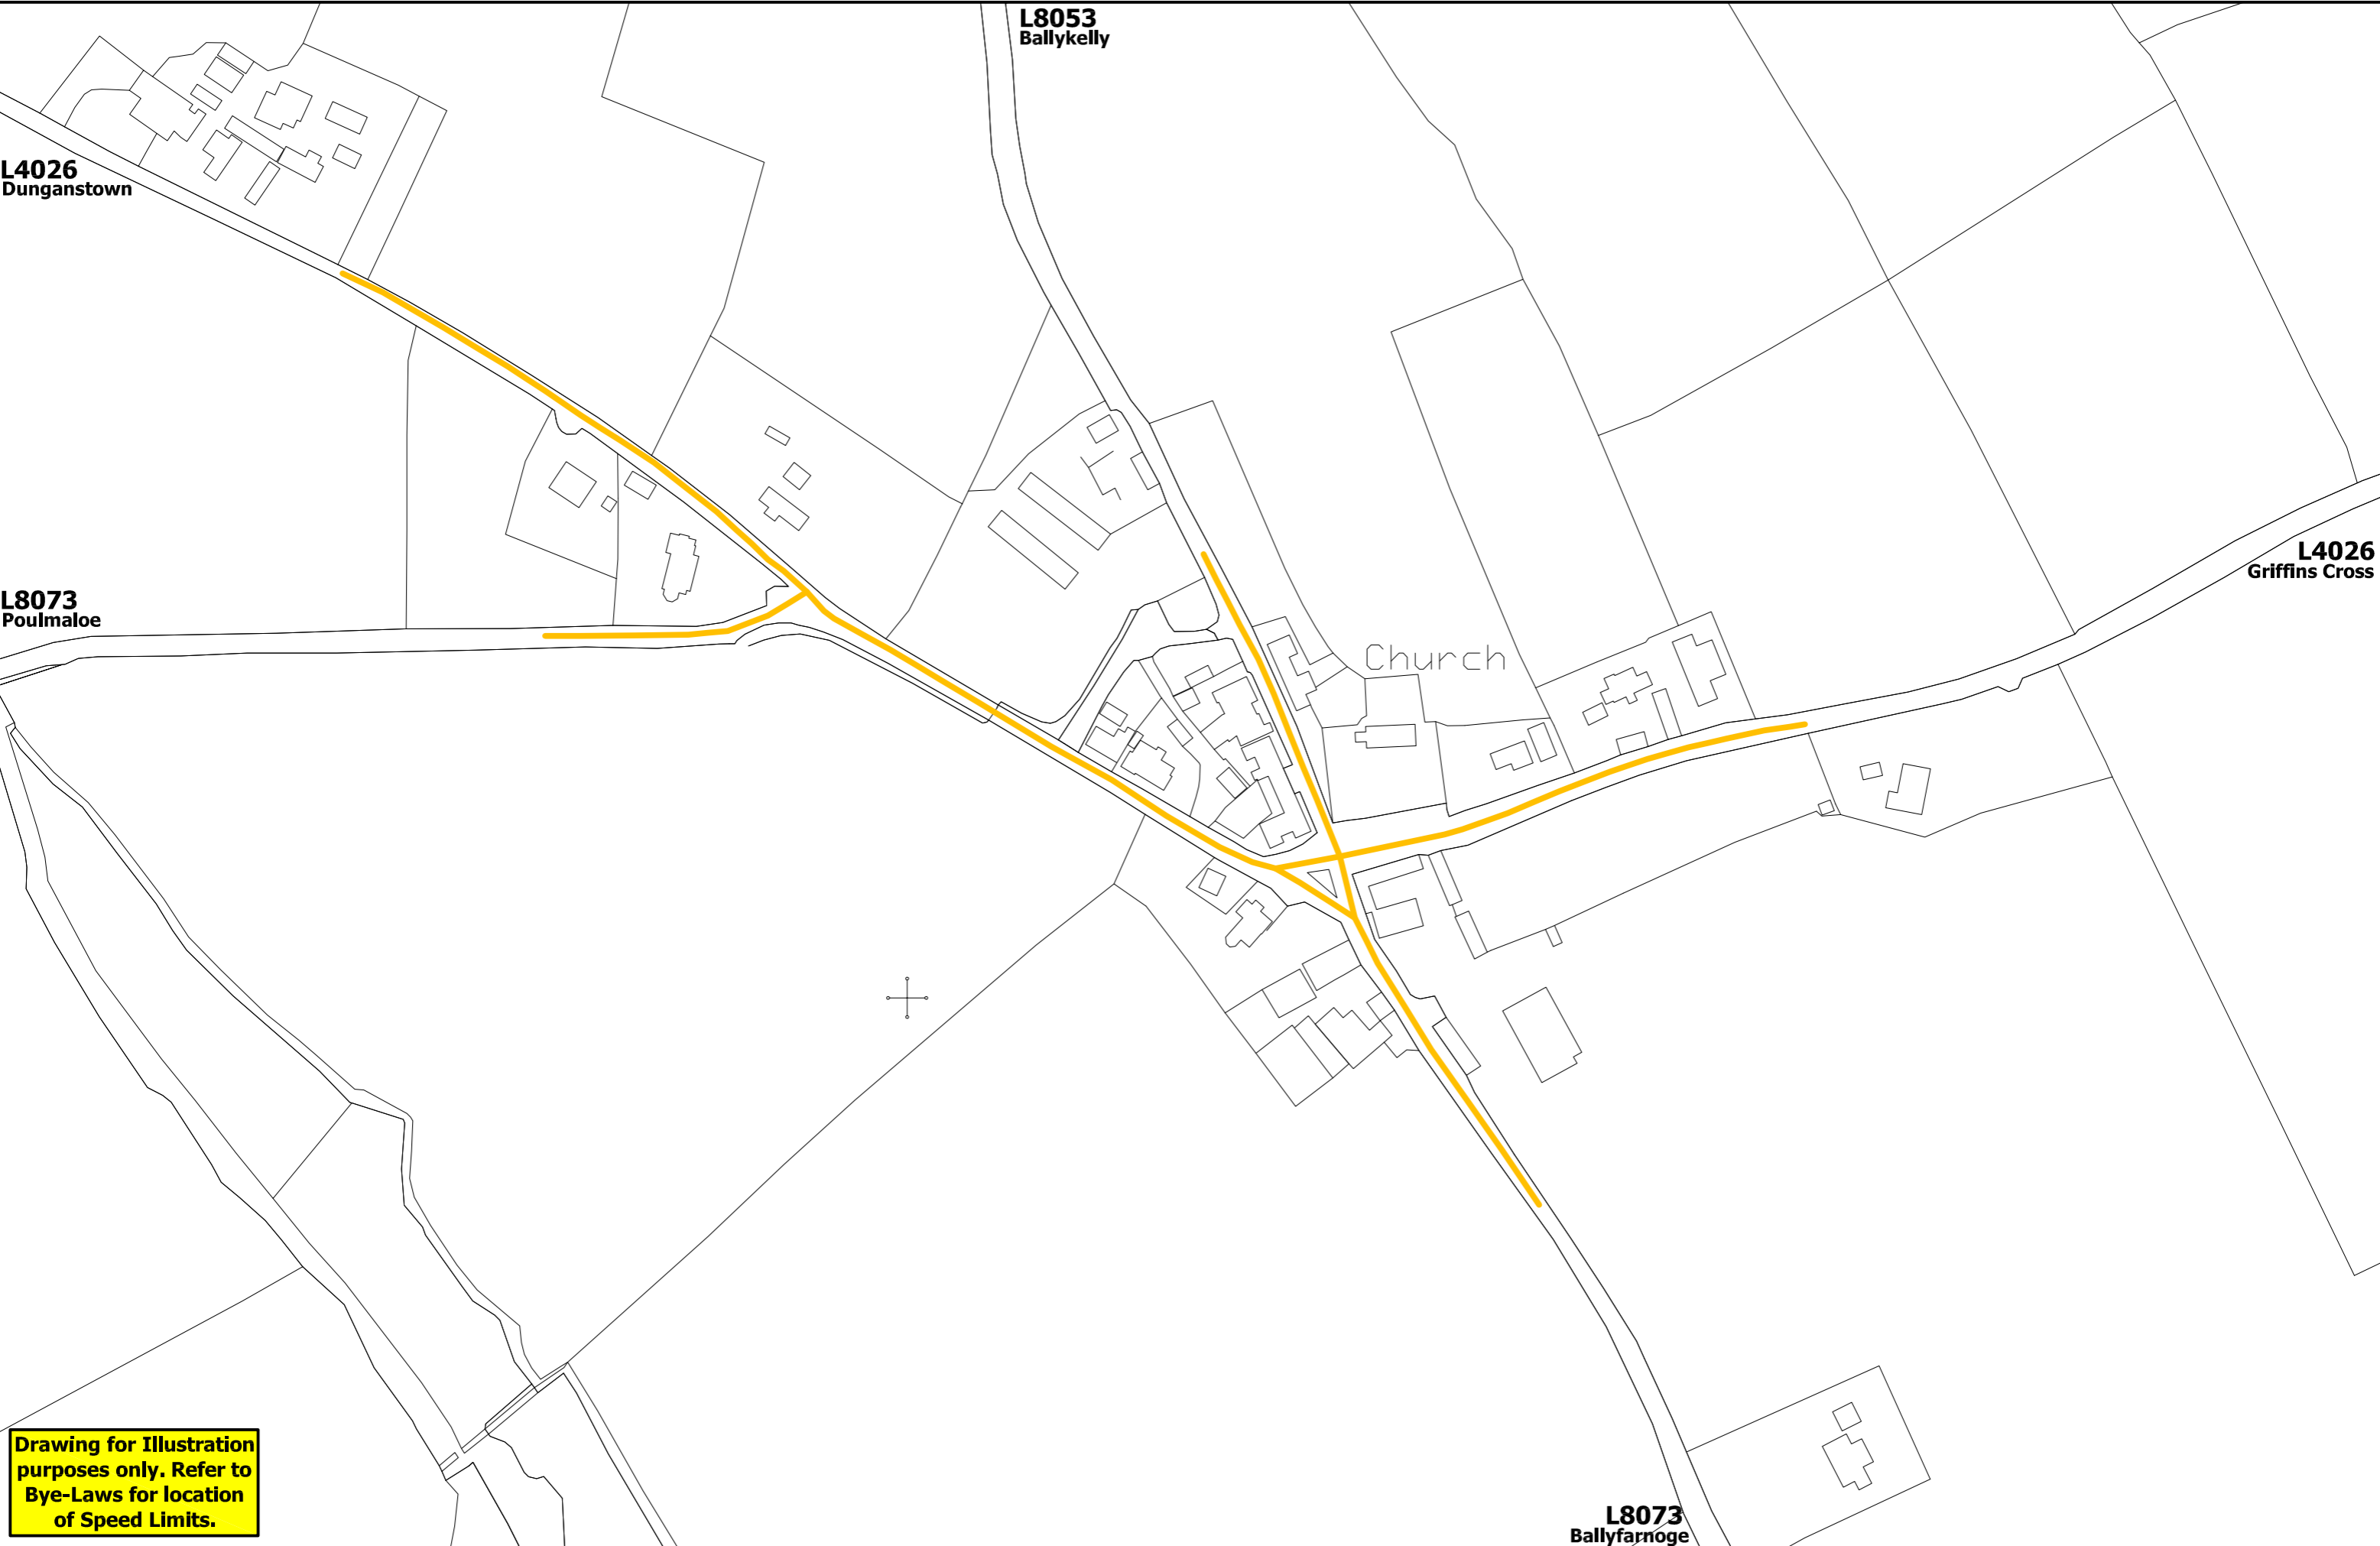 L8053
Ballykelly
L4026
Dunganstown
L4026
Griffins Cross
L8073
Poulmaloe
Church
Drawing for Illustration
purposes only. Refer to
Bye-Laws for location
of Speed Limits.
L8073
Ballyfarnoge